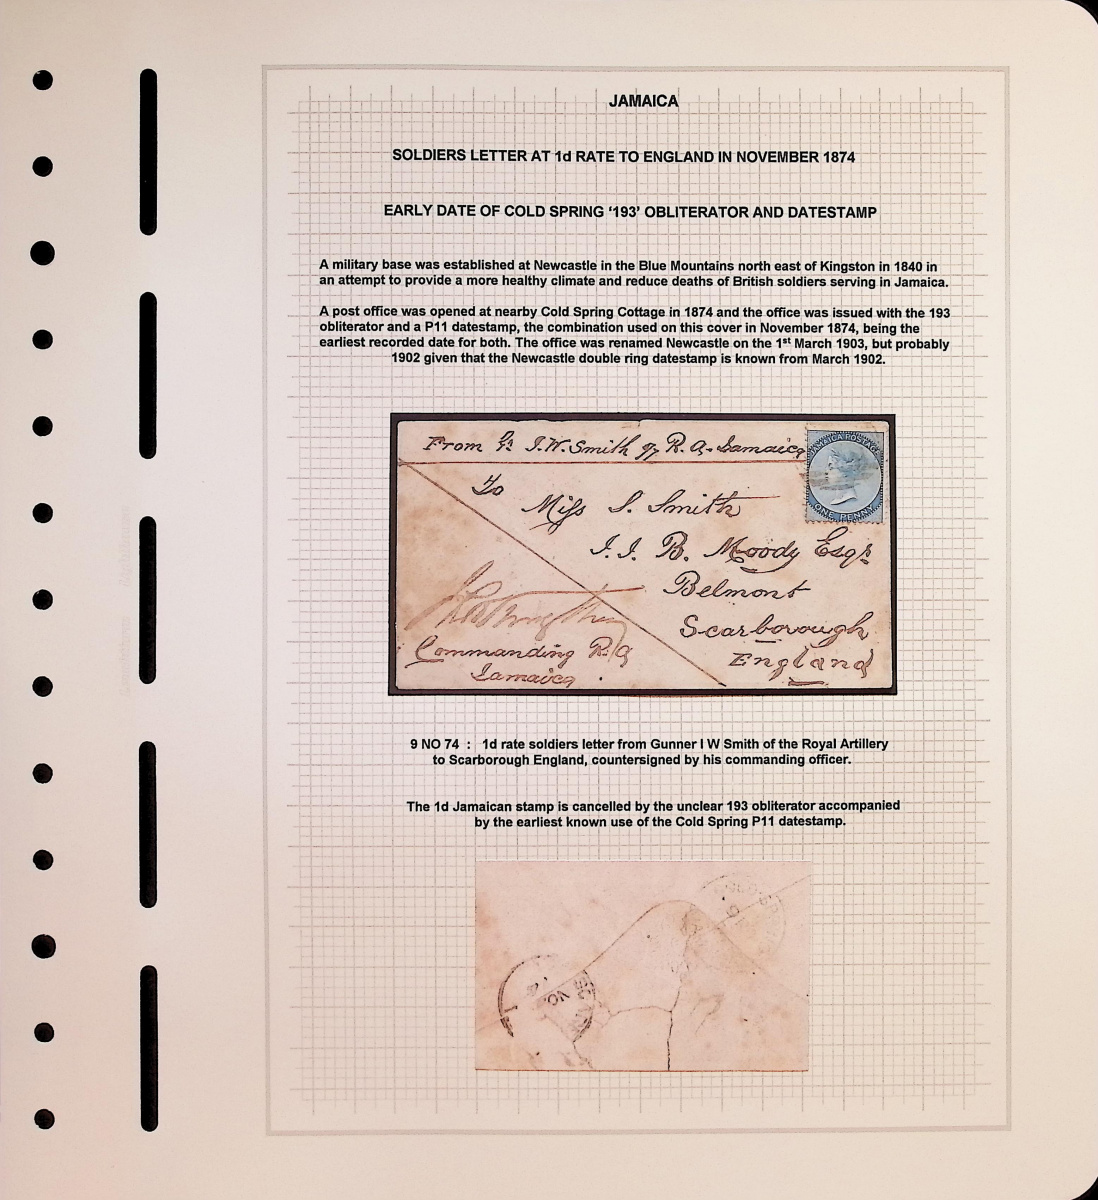 JAMAICA
SOLDIERS LETTER AT 1d RATE TO ENGLAND IN NOVEMBER 1874
EARLY DATE OF COLD SPRING ‘193’ OBLITERATOR AND DATESTAMP
A military base was established at Newcastle in the Blue Mountains north east of Kingston in 1840 in
an attempt to provide a more healthy climate and reduce deaths of British soldiers serving in Jamaica.
A post office was opened at nearby Cold Spring Cottage in 1874 and the office was issued with the 193
obliterator and a P11 datestamp, the combination used on this cover in November 1874, being the
earliest recorded date for both. The office was renamed Newcastle on the 1st March 1903, but probably
1902 given that the Newcastle double ring datestamp is known from March 1902.
From Gr I.W. Smith R.A. Jamaica
JAMAICA POSTAGE
ONE PENNY
To
Miss S. Smith
I.I. B. Moody Esqr
Belmont
Scarborough
England
Commanding R.A
Jamaica
9 NO 74 : 1d rate soldiers letter from Gunner I W Smith of the Royal Artillery
to Scarborough England, countersigned by his commanding officer.
The 1d Jamaican stamp is cancelled by the unclear 193 obliterator accompanied
by the earliest known use of the Cold Spring P11 datestamp.